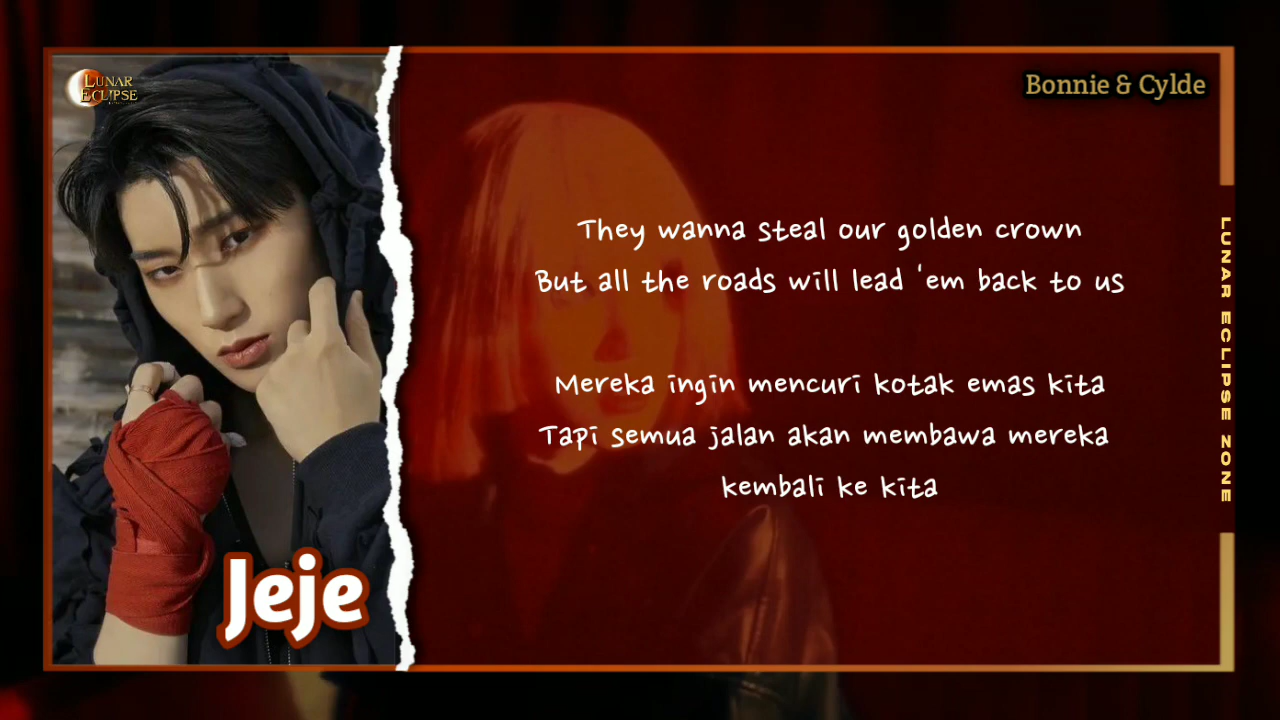 LUNAR
ECLIPSE
Bonnie & Cylde
They wanna steal our golden crown
But all the roads will lead 'em back to us
Mereka ingin mencuri kotak emas kita
Tapi semua jalan akan membawa mereka
kembali ke kita
Jeje
LUNAR ECLIPSE ZONE